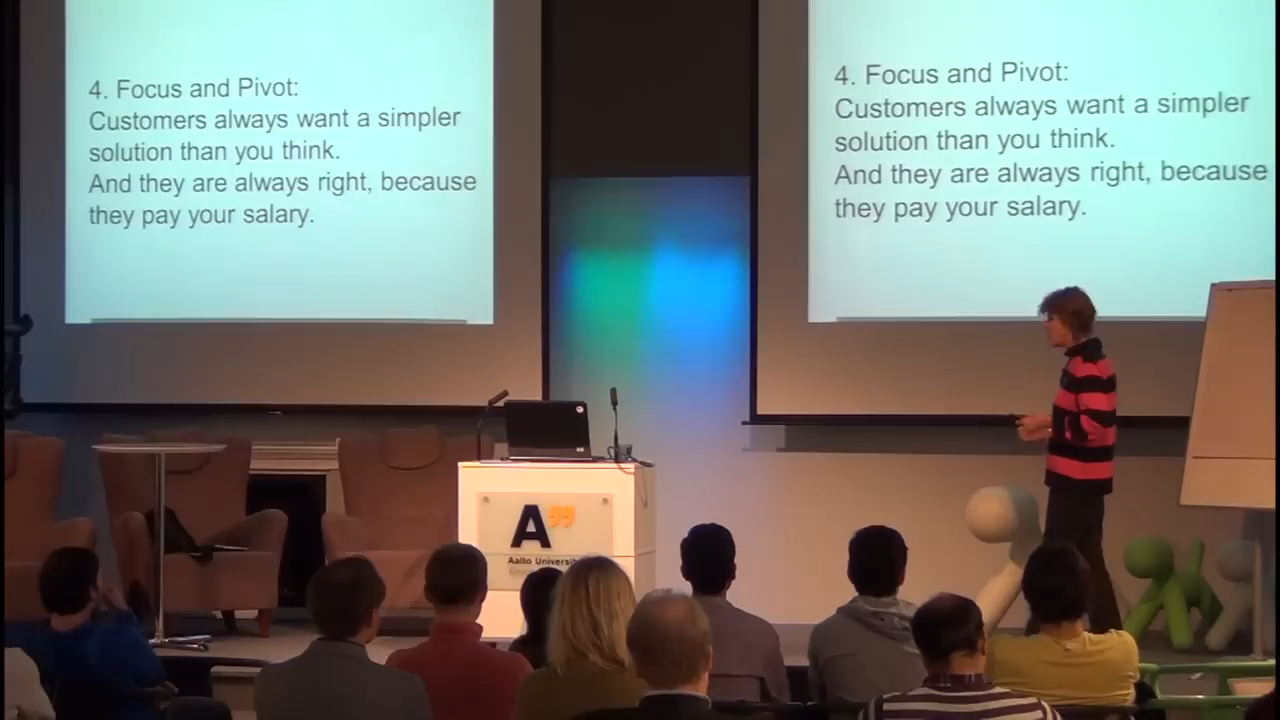 4. Focus and Pivot:
Customers always want a simpler
solution than you think.
And they are always right, because
they pay your salary.
4. Focus and Pivot:
Customers always want a simpler
solution than you think.
And they are always right, because
they pay your salary.
A”
Aalto University